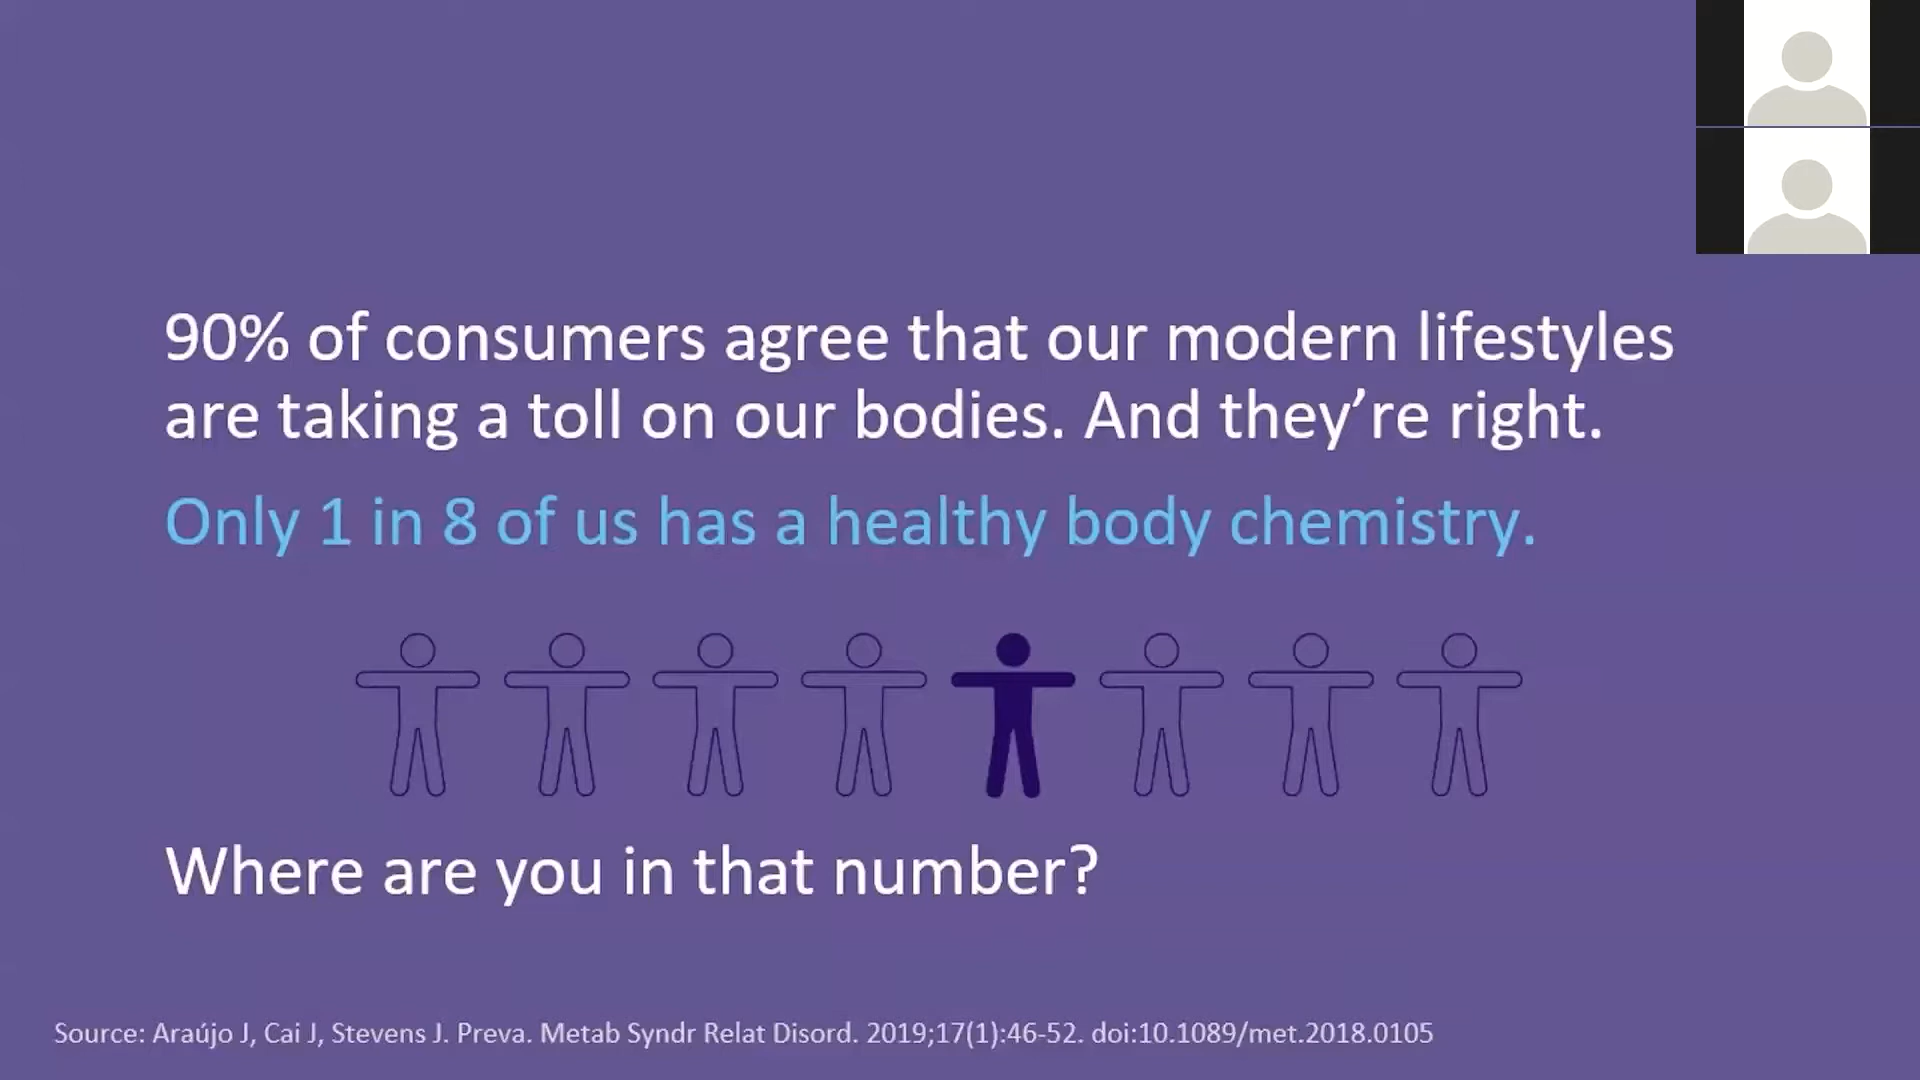 90% of consumers agree that our modern lifestyles
are taking a toll on our bodies. And they’re right.
Only 1 in 8 of us has a healthy body chemistry.
Where are you in that number?
Source: Araújo J, Cai J, Stevens J. Preva. Metab Syndr Relat Disord. 2019;17(1):46-52. doi:10.1089/met.2018.0105